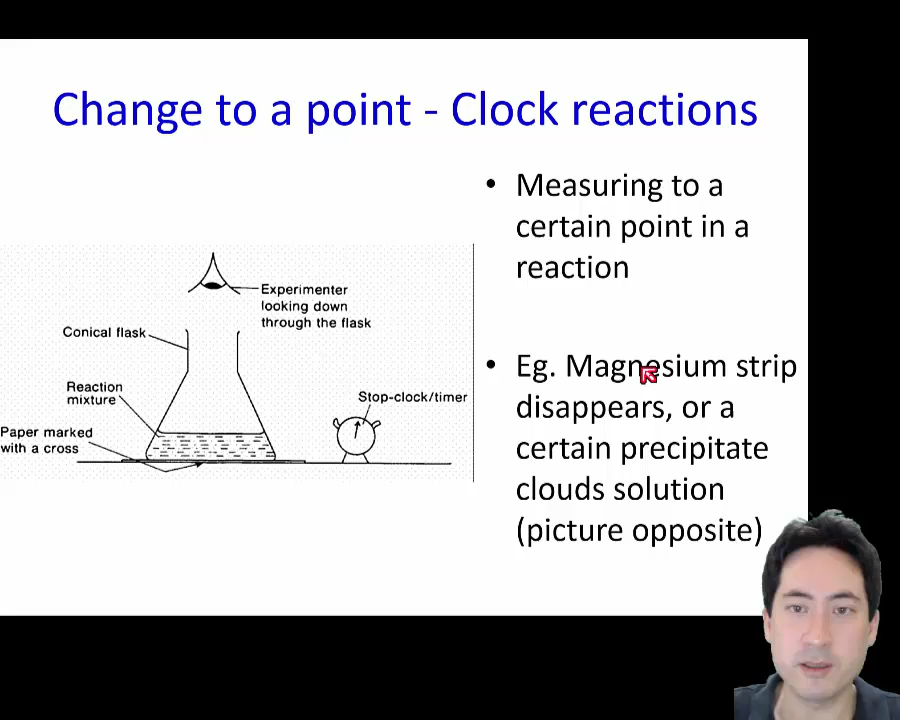 Change to a point - Clock reactions
• Measuring to a
certain point in a
reaction
• Eg. Magnesium strip
disappears, or a
certain precipitate
clouds solution
(picture opposite)
Experimenter
looking down
through the flask
Conical flask
Reaction
mixture
Stop-clock/timer
Paper marked
with a cross